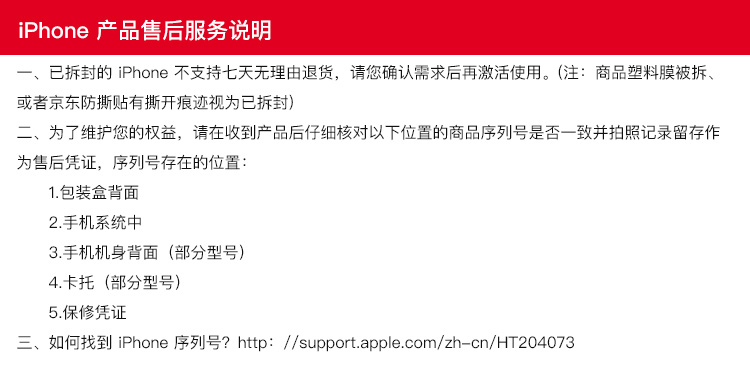 iPhone 产品售后服务说明
一、已拆封的 iPhone 不支持七天无理由退货，请您确认需求后再激活使用。(注：商品塑料膜被拆、
或者京东防撕贴有撕开痕迹视为已拆封）
二、为了维护您的权益，请在收到产品后仔细核对以下位置的商品序列号是否一致并拍照记录留存作
为售后凭证，序列号存在的位置：
1.包装盒背面
2.手机系统中
3.手机机身背面（部分型号）
4.卡托（部分型号）
5.保修凭证
三、如何找到 iPhone 序列号？http：//support.apple.com/zh-cn/HT204073